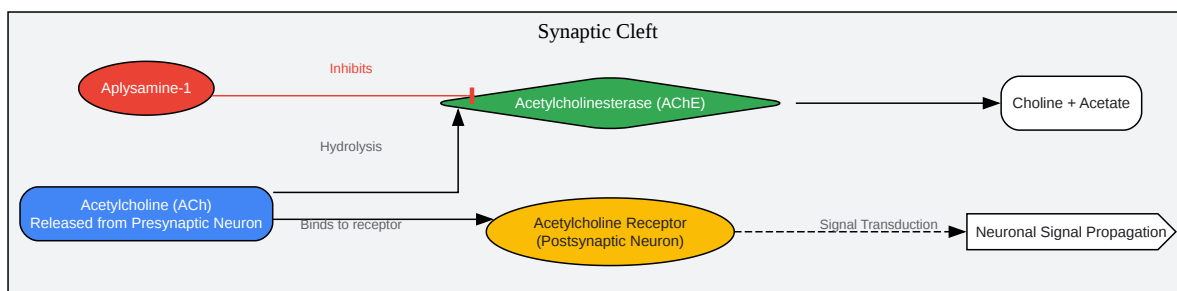 Synaptic Cleft
Inhibits
Aplysamine-1
Acetylcholinesterase (AChE)
Choline + Acetate
Hydrolysis
Acetylcholine (ACh)
Released from Presynaptic Neuron
Binds to receptor
Acetylcholine Receptor
(Postsynaptic Neuron)
Signal Transduction
Neuronal Signal Propagation